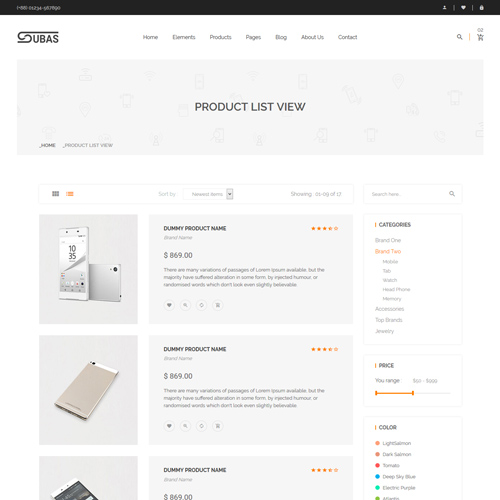 (+88) 01234-567890
SUBAS
Home Elements Products Pages Blog About Us Contact
02
PRODUCT LIST VIEW
_HOME _PRODUCT LIST VIEW
Sort by: Newest items Showing : 01-09 of 17.
Search here...
DUMMY PRODUCT NAME
Brand Name
$ 869.00
There are many variations of passages of Lorem Ipsum available, but the
majority have suffered alteration in some form, by injected humour, or
randomised words which don't look even slightly believable.
DUMMY PRODUCT NAME
Brand Name
$ 869.00
There are many variations of passages of Lorem Ipsum available, but the
majority have suffered alteration in some form, by injected humour, or
randomised words which don't look even slightly believable.
DUMMY PRODUCT NAME
Brand Name
$ 869.00
CATEGORIES
Brand One
Brand Two
Mobile
Tab
Watch
Head Phone
Memory
Accessories
Top Brands
Jewelry
PRICE
You range
COLOR
LightSalmon
Dark Salmon
Tomato
Deep Sky Blue
Electric Purple
Atlantis